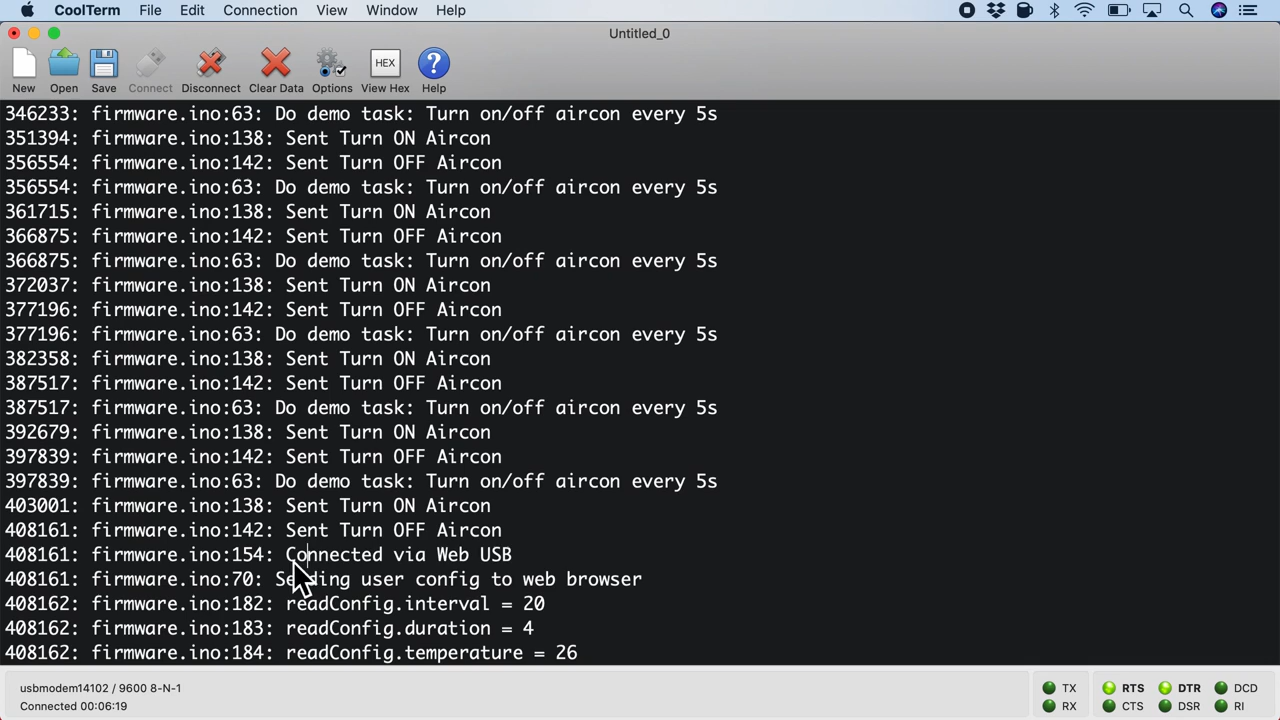 CoolTerm File Edit Connection View Window Help
Untitled_0
HEX ?
New Open Save Connect Disconnect Clear Data Options View Hex Help
346233: firmware.ino:63: Do demo task: Turn on/off aircon every 5s
351394: firmware.ino:138: Sent Turn ON Aircon
356554: firmware.ino:142: Sent Turn OFF Aircon
356554: firmware.ino:63: Do demo task: Turn on/off aircon every 5s
361715: firmware.ino:138: Sent Turn ON Aircon
366875: firmware.ino:142: Sent Turn OFF Aircon
366875: firmware.ino:63: Do demo task: Turn on/off aircon every 5s
372037: firmware.ino:138: Sent Turn ON Aircon
377196: firmware.ino:142: Sent Turn OFF Aircon
377196: firmware.ino:63: Do demo task: Turn on/off aircon every 5s
382358: firmware.ino:138: Sent Turn ON Aircon
387517: firmware.ino:142: Sent Turn OFF Aircon
387517: firmware.ino:63: Do demo task: Turn on/off aircon every 5s
392679: firmware.ino:138: Sent Turn ON Aircon
397839: firmware.ino:142: Sent Turn OFF Aircon
397839: firmware.ino:63: Do demo task: Turn on/off aircon every 5s
403001: firmware.ino:138: Sent Turn ON Aircon
408161: firmware.ino:142: Sent Turn OFF Aircon
408161: firmware.ino:154: Connected via Web USB
408161: firmware.ino:70: Sending user config to web browser
408162: firmware.ino:182: readConfig.interval = 20
408162: firmware.ino:183: readConfig.duration = 4
408162: firmware.ino:184: readConfig.temperature = 26
usbmodem14102 / 9600 8-N-1
Connected 00:06:19
TX RTS DTR DCD
RX CTS DSR RI